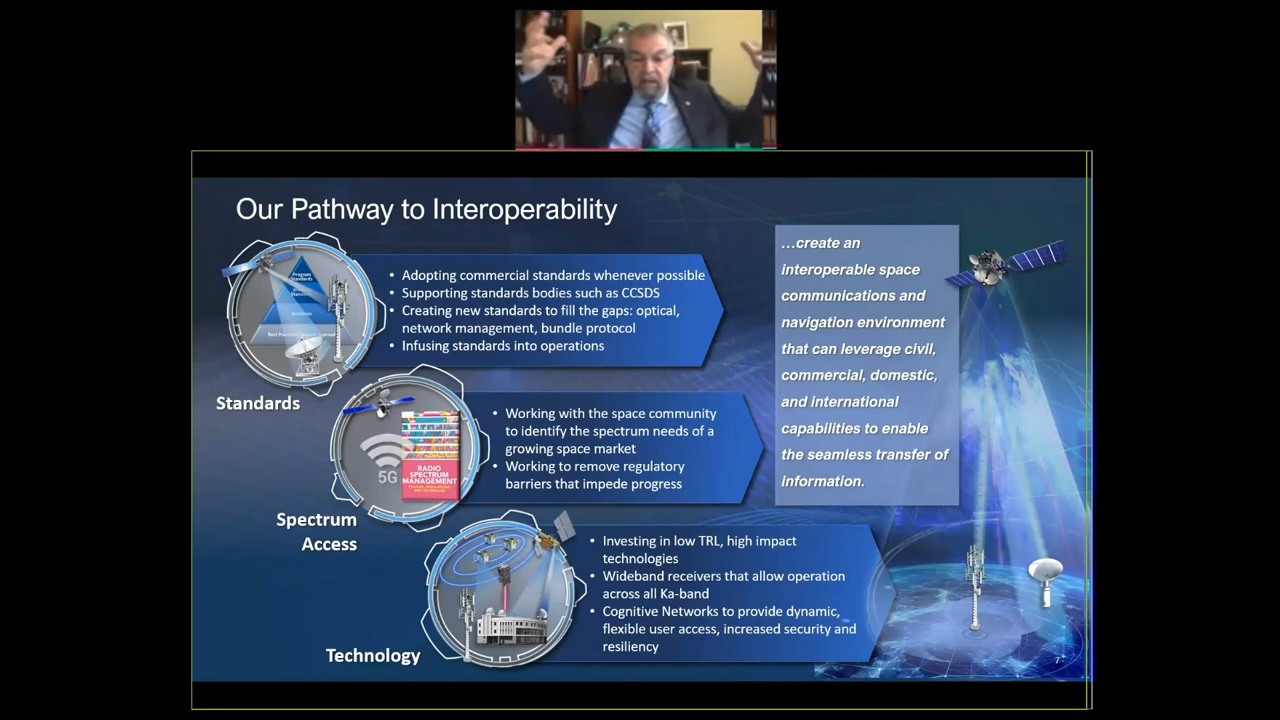 Our Pathway to Interoperability
• Adopting commercial standards whenever possible
• Supporting standards bodies such as CCSDS
• Creating new standards to fill the gaps: optical,
network management, bundle protocol
• Infusing standards into operations
Program
Standards
Guidance
Standards
• Working with the space community
to identify the spectrum needs of a
growing space market
• Working to remove regulatory
barriers that impede progress
5G
RADIO
SPECTRUM
MANAGEMENT
Spectrum
Access
• Investing in low TRL, high impact
technologies
• Wideband receivers that allow operation
across all Ka-band
• Cognitive Networks to provide dynamic,
flexible user access, increased security and
resiliency
Technology
...create an
interoperable space
communications and
navigation environment
that can leverage civil,
commercial, domestic,
and international
capabilities to enable
the seamless transfer of
information.
7